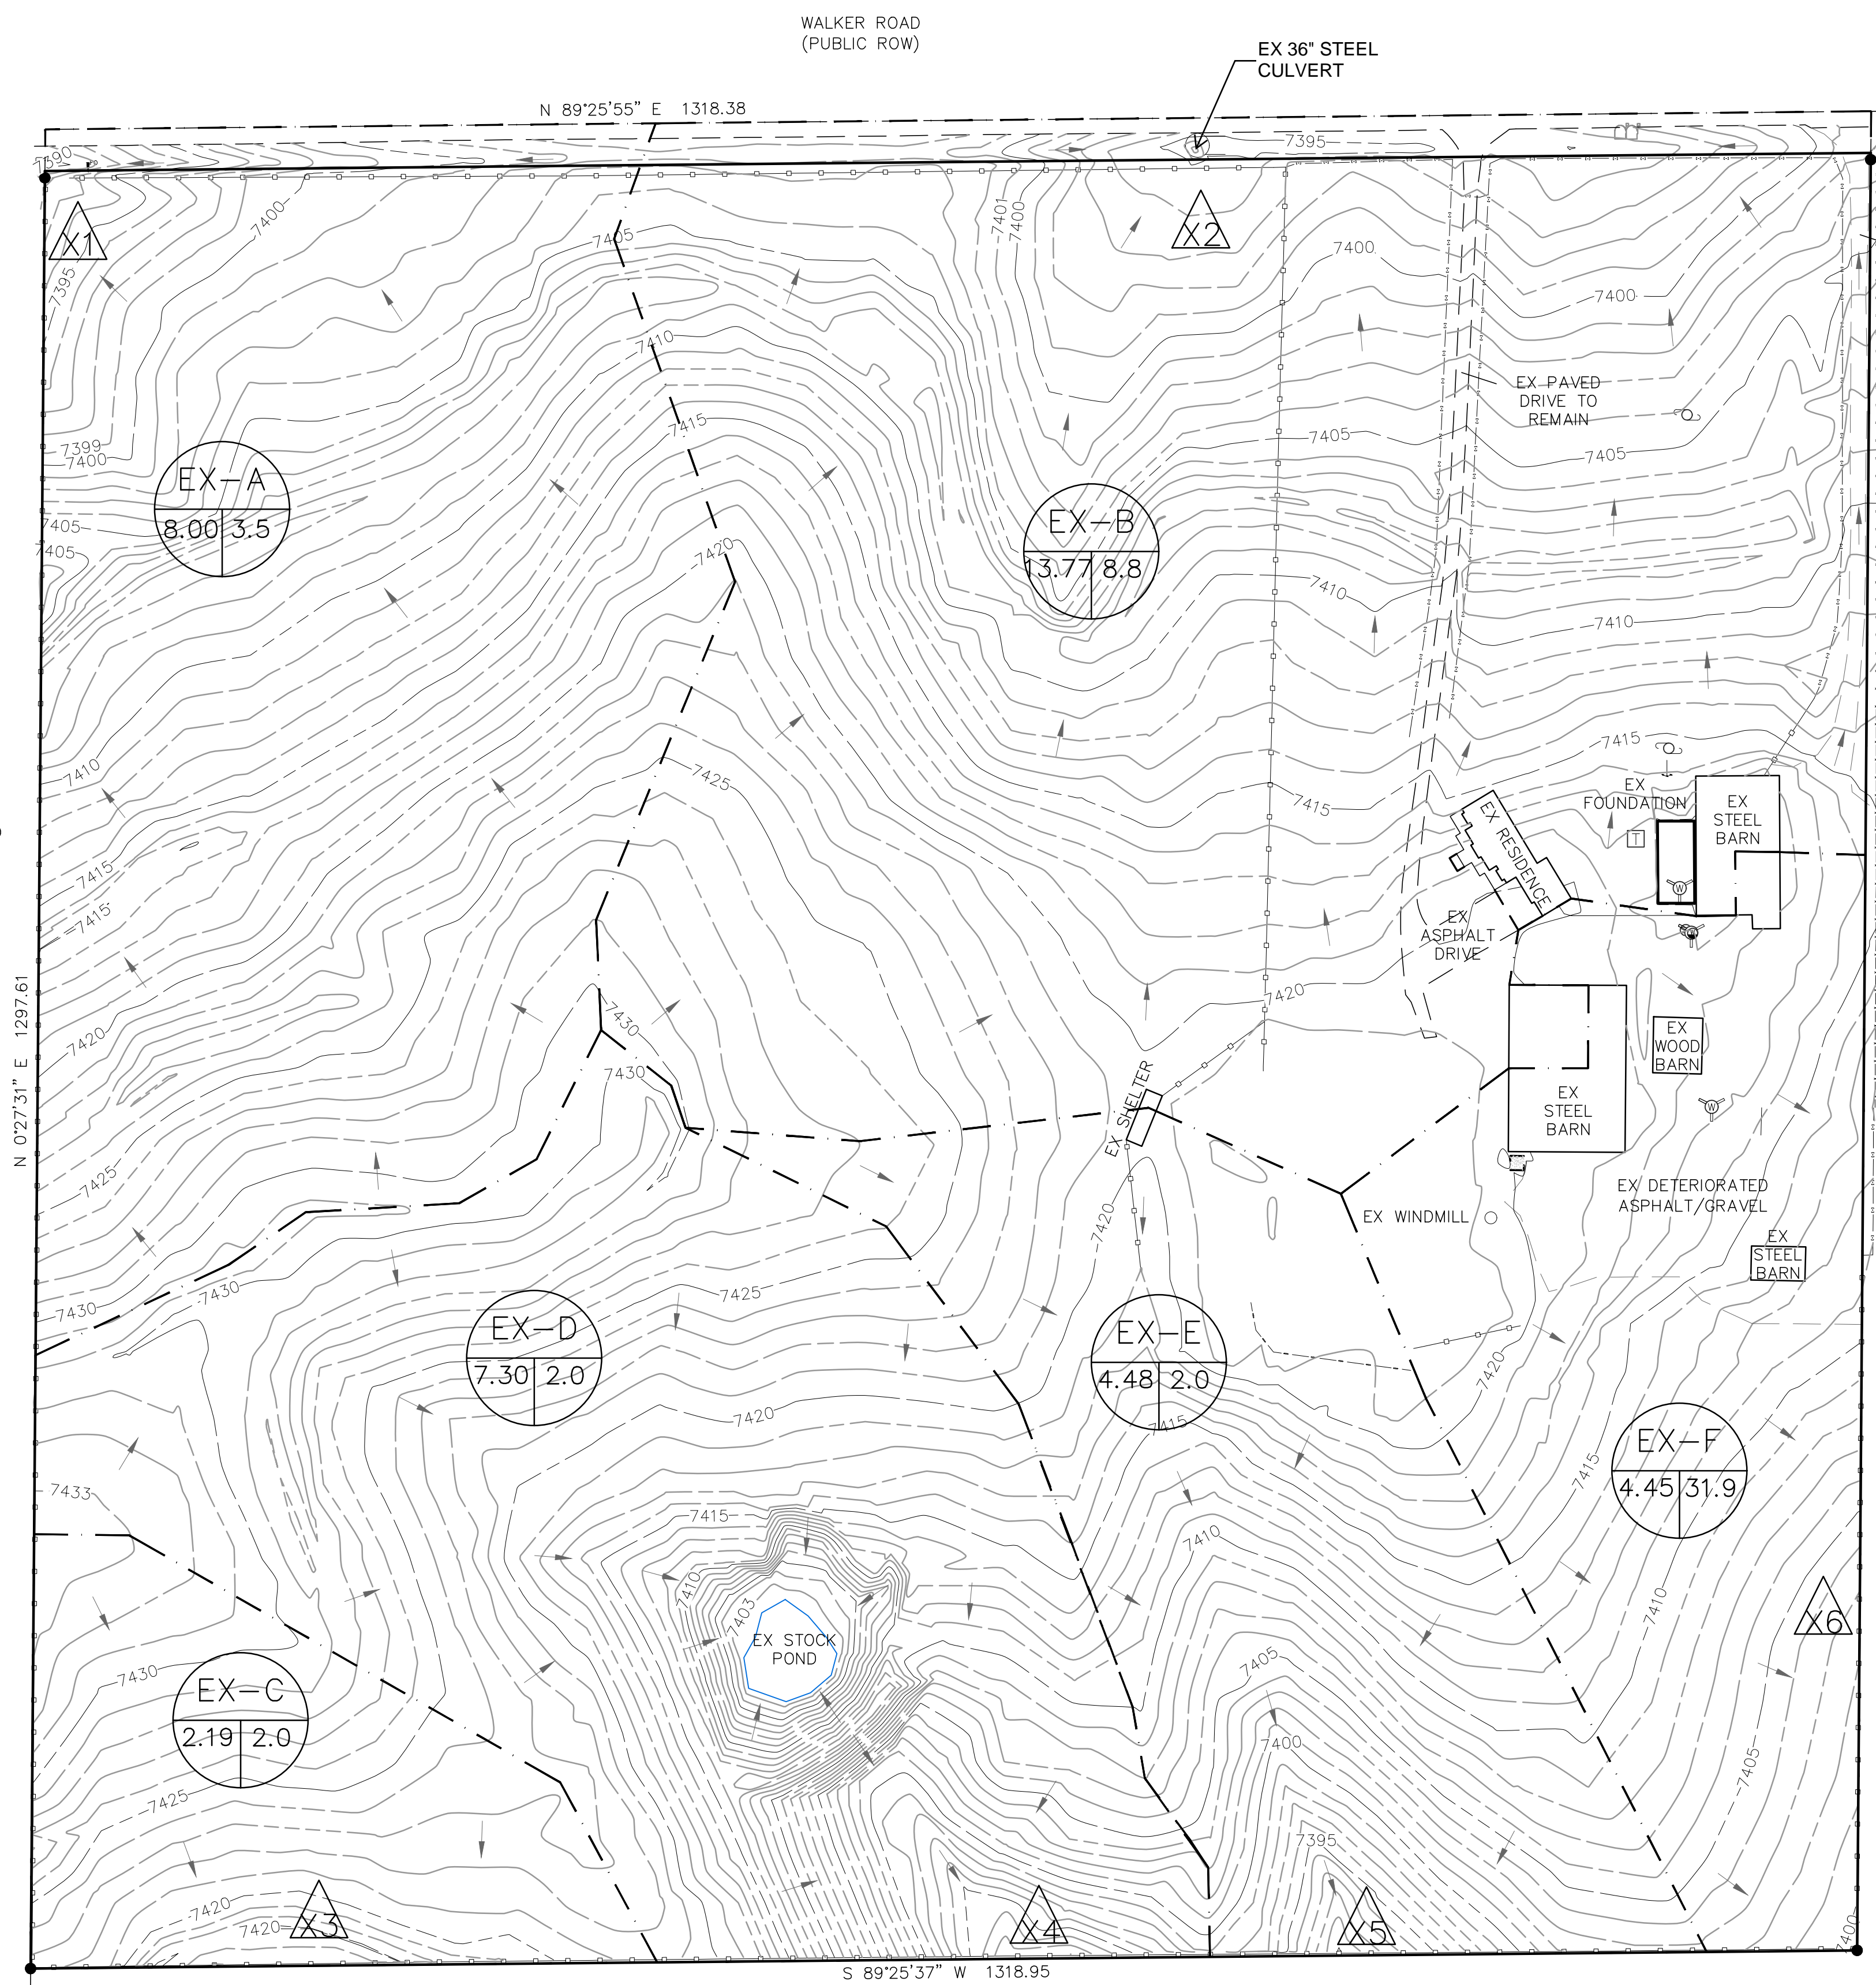 WALKER ROAD
(PUBLIC ROW)
EX 36" STEEL
CULVERT
N 89°25'55" E 1318.38
7390
7395
7400
7401
7400
X1
X2
7405
7400
7395
7400
7410
EX PAVED
DRIVE TO
REMAIN
7415
7399
7400
7405
7405
EX-A
8.00 3.5
7405
7405
7420
EX-B
13.77 8.8
7410
7410
7410
7425
7415
7415
EX
FOUNDATION
EX
STEEL
BARN
T
EX RESIDENCE
7415
7415
W
EX
ASPHALT
DRIVE
N 0°27'31" E 1297.61
7420
7430
7420
EX
WOOD
BARN
7430
EX SHELTER
EX
STEEL
BARN
W
7425
7420
EX DETERIORATED
ASPHALT/GRAVEL
EX WINDMILL
EX
STEEL
BARN
7430
7430
7425
EX-D
7.30 2.0
EX-E
4.48 2.0
7420
7420
7415
EX-F
4.45 31.9
7415
7433
7415
7410
7410
7403
7410
X6
EX STOCK
POND
7430
EX-C
2.19 2.0
7405
7400
7405
7425
7395
7420
7420
X3
X4
X5
7400
S 89°25'37" W 1318.95